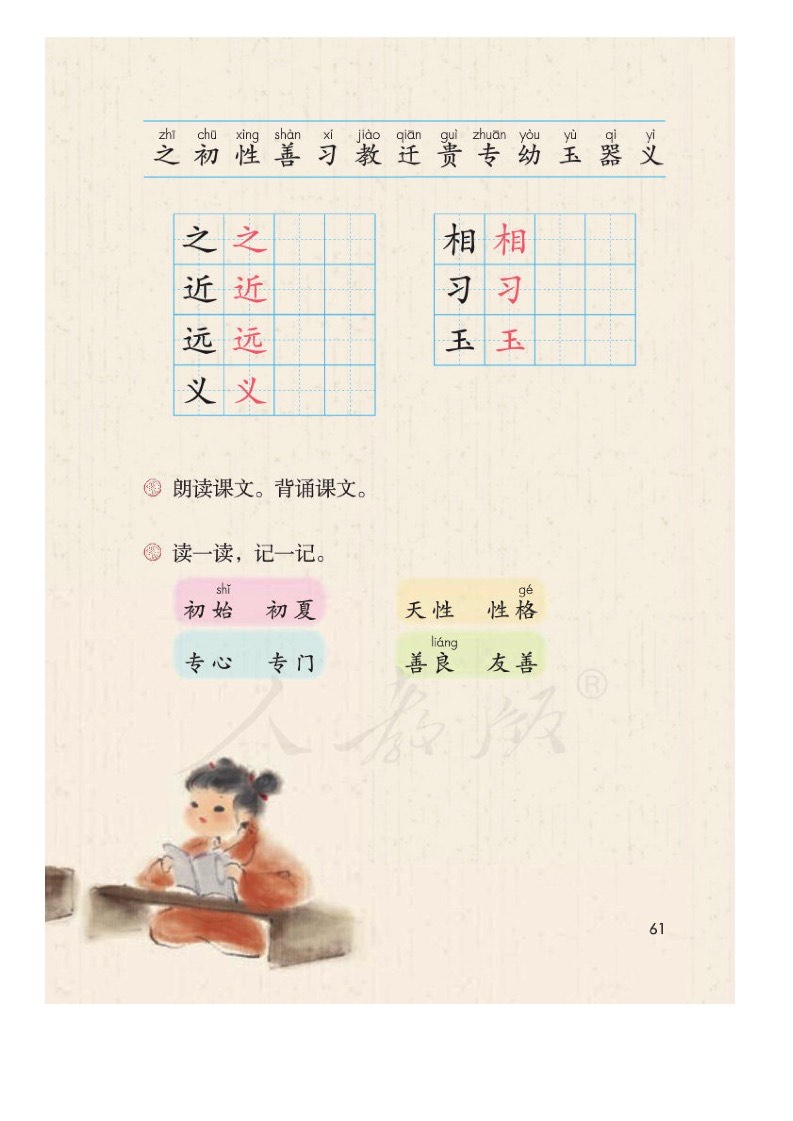 zhī chū xìng shàn xí jiào qiān guì zhuān yòu yù qì yì
之 初 性 善 习 教 迁 贵 专 幼 玉 器 义
之 之
近 近
远 远
义 义
相 相
习 习
玉 玉
朗读课文。背诵课文。
读一读，记一记。
shǐ
初始 初夏
gé
天性 性格
专心 专门
liáng
善良 友善
人教版®
61